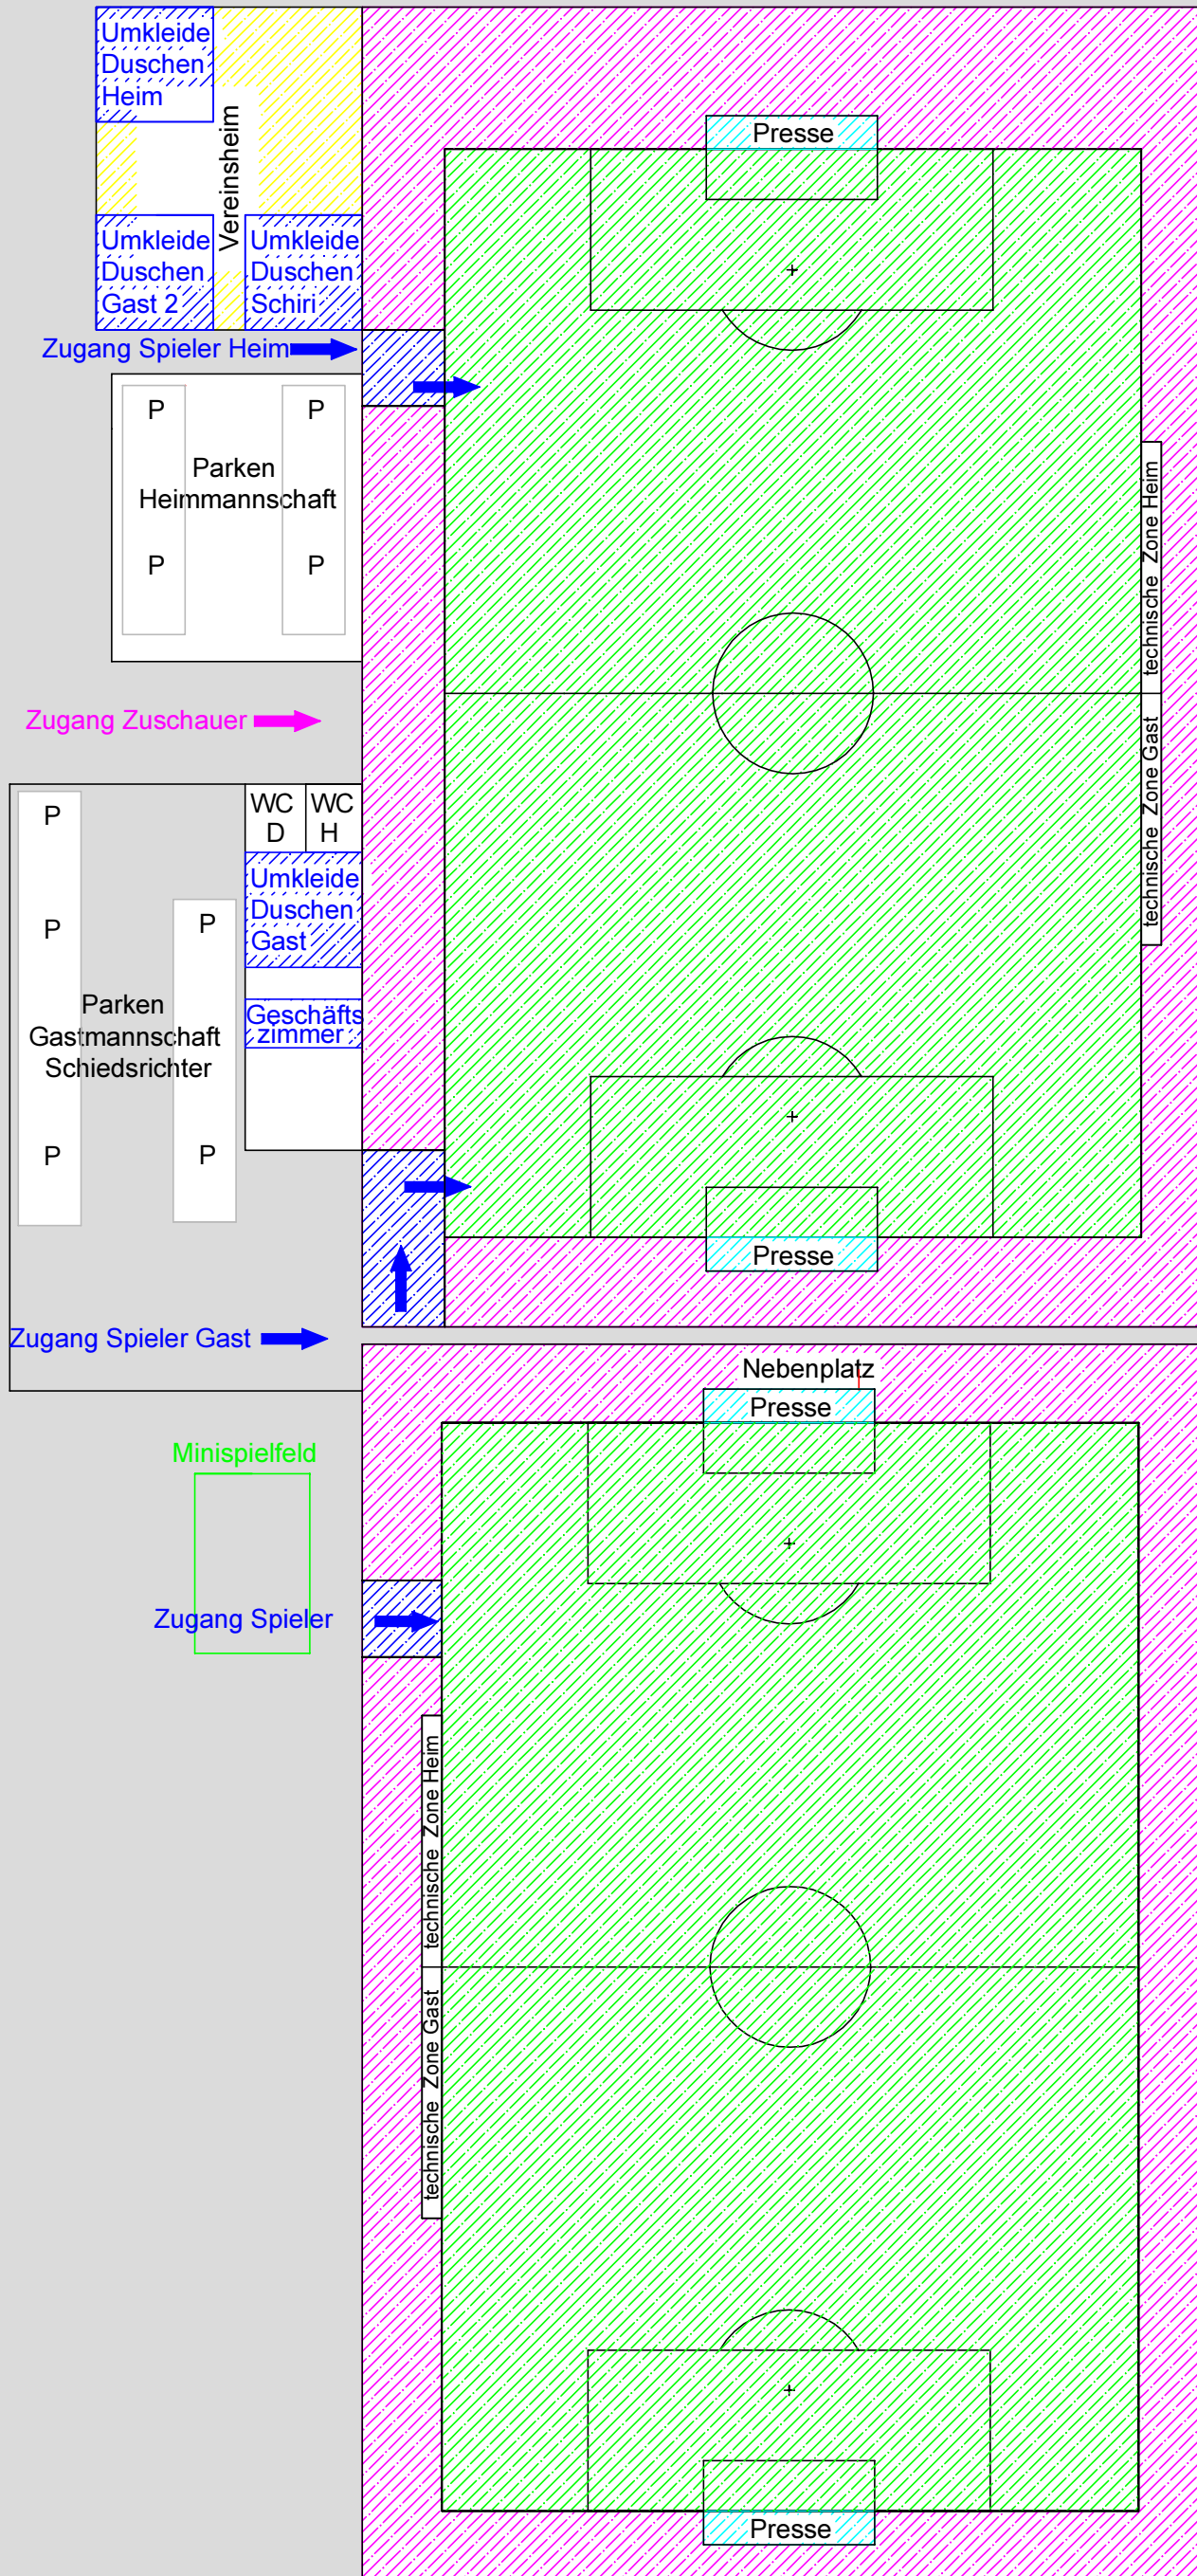 Umkleide
Duschen
Heim
Vereinsheim
Presse
Umkleide
Duschen
Gast 2
Umkleide
Duschen
Schiri
Zugang Spieler Heim
P
P
Parken
Heimmannschaft
P
P
technische Zone Heim
Zugang Zuschauer
technische Zone Gast
WC
D
WC
H
P
Umkleide
Duschen
Gast
P
P
Parken
Gastmannschaft
Schiedsrichter
Geschäfts
zimmer
P
P
Presse
Zugang Spieler Gast
Nebenplatz
Presse
Minispielfeld
Zugang Spieler
technische Zone Heim
technische Zone Gast
Presse